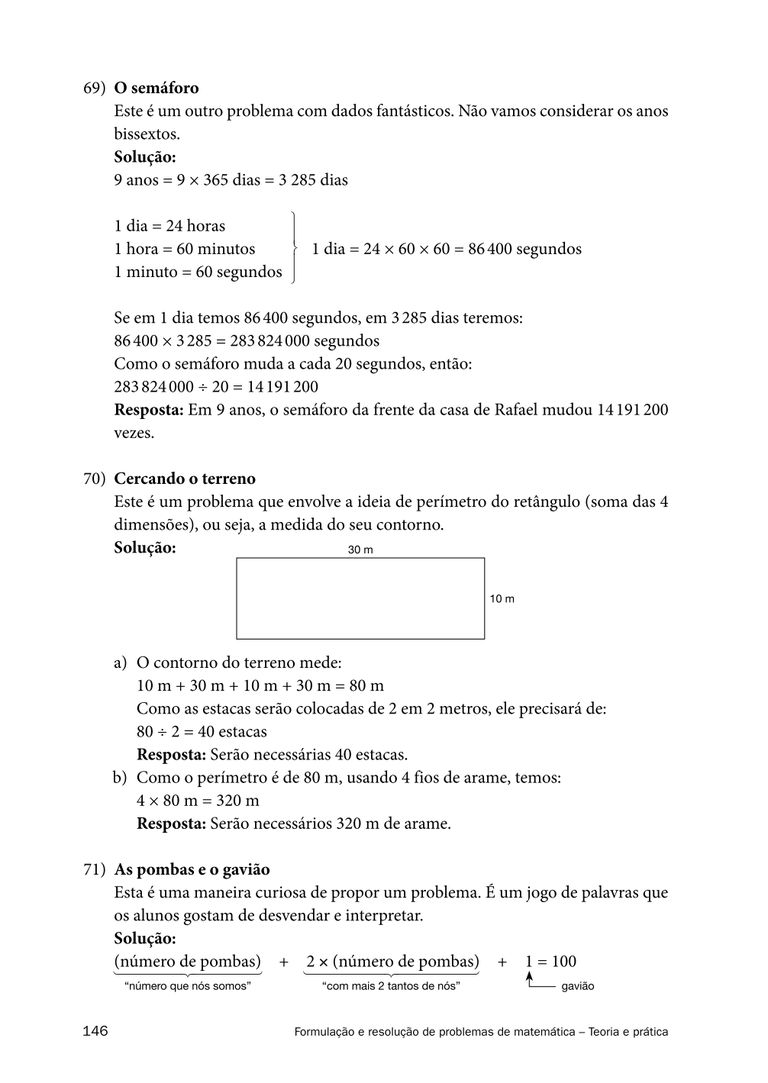 69) O semáforo
Este é um outro problema com dados fantásticos. Não vamos considerar os anos
bissextos.
Solução:
9 anos = 9 × 365 dias = 3 285 dias
1 dia = 24 horas
1 hora = 60 minutos
1 minuto = 60 segundos
1 dia = 24 × 60 × 60 = 86 400 segundos
Se em 1 dia temos 86 400 segundos, em 3 285 dias teremos:
86 400 × 3 285 = 283 824 000 segundos
Como o semáforo muda a cada 20 segundos, então:
283 824 000 ÷ 20 = 14 191 200
Resposta: Em 9 anos, o semáforo da frente da casa de Rafael mudou 14 191 200
vezes.
70) Cercando o terreno
Este é um problema que envolve a ideia de perímetro do retângulo (soma das 4
dimensões), ou seja, a medida do seu contorno.
Solução:
30 m
10 m
a) O contorno do terreno mede:
10 m + 30 m + 10 m + 30 m = 80 m
Como as estacas serão colocadas de 2 em 2 metros, ele precisará de:
80 ÷ 2 = 40 estacas
Resposta: Serão necessárias 40 estacas.
b) Como o perímetro é de 80 m, usando 4 fios de arame, temos:
4 × 80 m = 320 m
Resposta: Serão necessários 320 m de arame.
71) As pombas e o gavião
Esta é uma maneira curiosa de propor um problema. É um jogo de palavras que
os alunos gostam de desvendar e interpretar.
Solução:
(número de pombas) + 2 × (número de pombas) + 1 = 100
“número que nós somos” “com mais 2 tantos de nós” gavião
146 Formulação e resolução de problemas de matemática – Teoria e prática